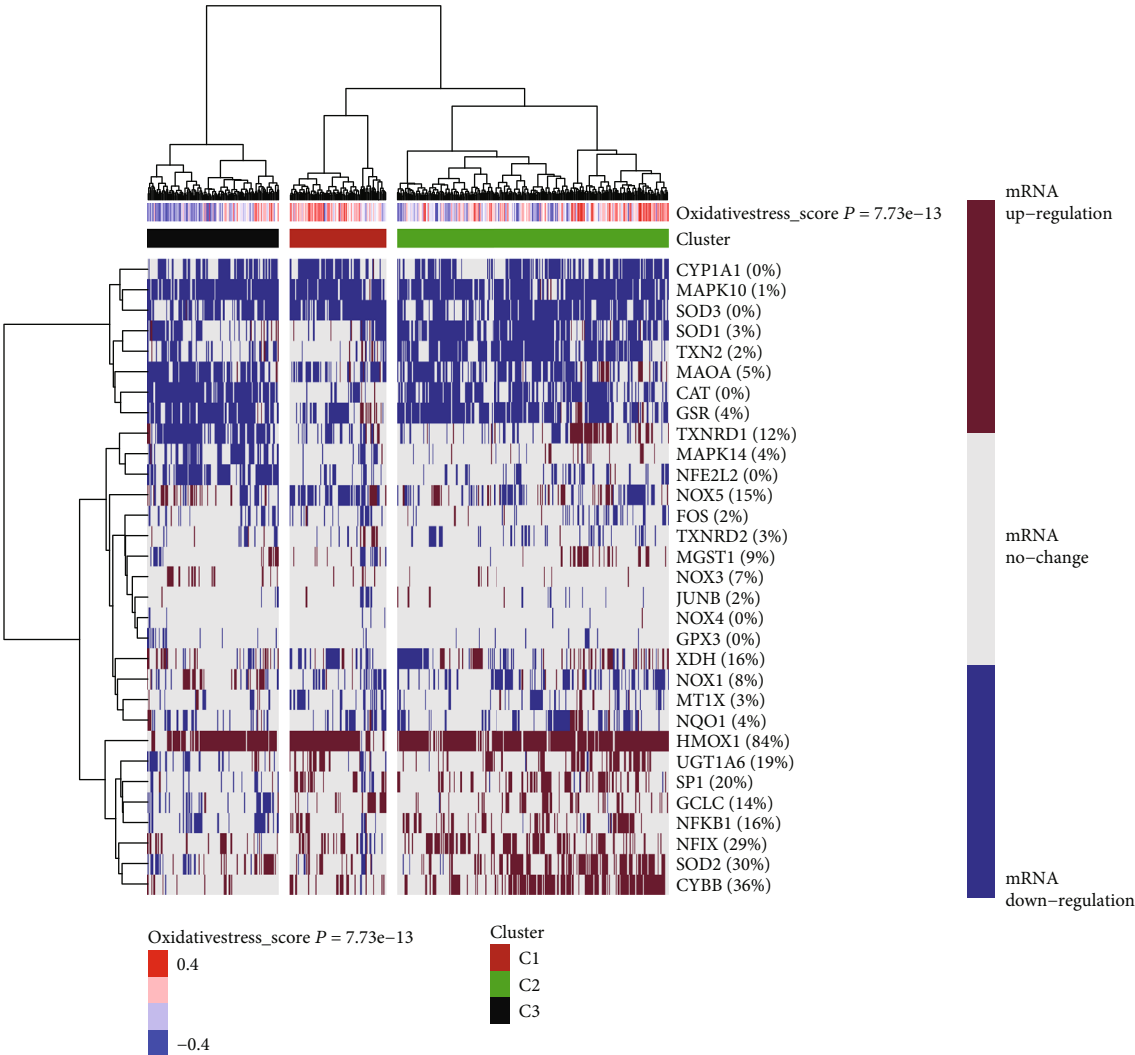 Oxidativestress_score P = 7.73e−13
Cluster
CYP1A1 (0%)
MAPK10 (1%)
SOD3 (0%)
SOD1 (3%)
TXN2 (2%)
MAOA (5%)
CAT (0%)
GSR (4%)
TXNRD1 (12%)
MAPK14 (4%)
NFE2L2 (0%)
NOX5 (15%)
FOS (2%)
TXNRD2 (3%)
MGST1 (9%)
NOX3 (7%)
JUNB (2%)
NOX4 (0%)
GPX3 (0%)
XDH (16%)
NOX1 (8%)
MT1X (3%)
NQO1 (4%)
HMOX1 (84%)
UGT1A6 (19%)
SP1 (20%)
GCLC (14%)
NFKB1 (16%)
NFIX (29%)
SOD2 (30%)
CYBB (36%)
mRNA
up−regulation
mRNA
no−change
mRNA
down−regulation
Oxidativestress_score P = 7.73e−13
0.4
−0.4
Cluster
C1
C2
C3